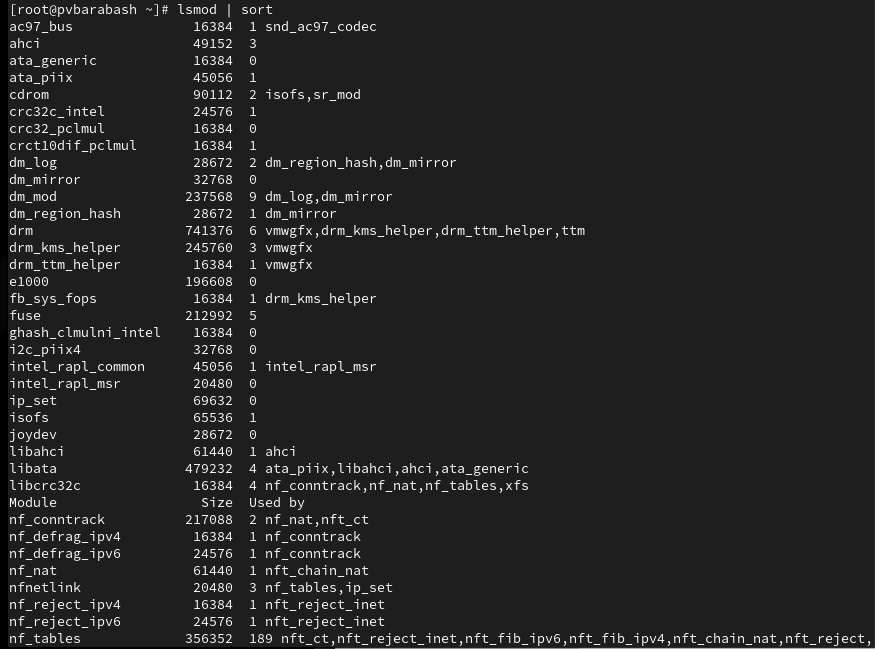 [root@pvbarabash ~]# lsmod | sort
ac97_bus               16384  1 snd_ac97_codec
ahci                   49152  3
ata_generic            16384  0
ata_piix               45056  1
cdrom                  90112  2 isofs,sr_mod
crc32c_intel           24576  1
crc32_pclmul           16384  0
crct10dif_pclmul       16384  1
dm_log                 28672  2 dm_region_hash,dm_mirror
dm_mirror              32768  0
dm_mod                237568  9 dm_log,dm_mirror
dm_region_hash         28672  1 dm_mirror
drm                   741376  6 vmwgfx,drm_kms_helper,drm_ttm_helper,ttm
drm_kms_helper        245760  3 vmwgfx
drm_ttm_helper         16384  1 vmwgfx
e1000                 196608  0
fb_sys_fops            16384  1 drm_kms_helper
fuse                  212992  5
ghash_clmulni_intel    16384  0
i2c_piix4              32768  0
intel_rapl_common      45056  1 intel_rapl_msr
intel_rapl_msr         20480  0
ip_set                 69632  0
isofs                  65536  1
joydev                 28672  0
libahci                61440  1 ahci
libata                479232  4 ata_piix,libahci,ahci,ata_generic
libcrc32c              16384  4 nf_conntrack,nf_nat,nf_tables,xfs
Module                  Size  Used by
nf_conntrack          217088  2 nf_nat,nft_ct
nf_defrag_ipv4         16384  1 nf_conntrack
nf_defrag_ipv6         24576  1 nf_conntrack
nf_nat                 61440  1 nft_chain_nat
nfnetlink              20480  3 nf_tables,ip_set
nf_reject_ipv4         16384  1 nft_reject_inet
nf_reject_ipv6         24576  1 nft_reject_inet
nf_tables             356352  189 nft_ct,nft_reject_inet,nft_fib_ipv6,nft_fib_ipv4,nft_chain_nat,nft_reject,